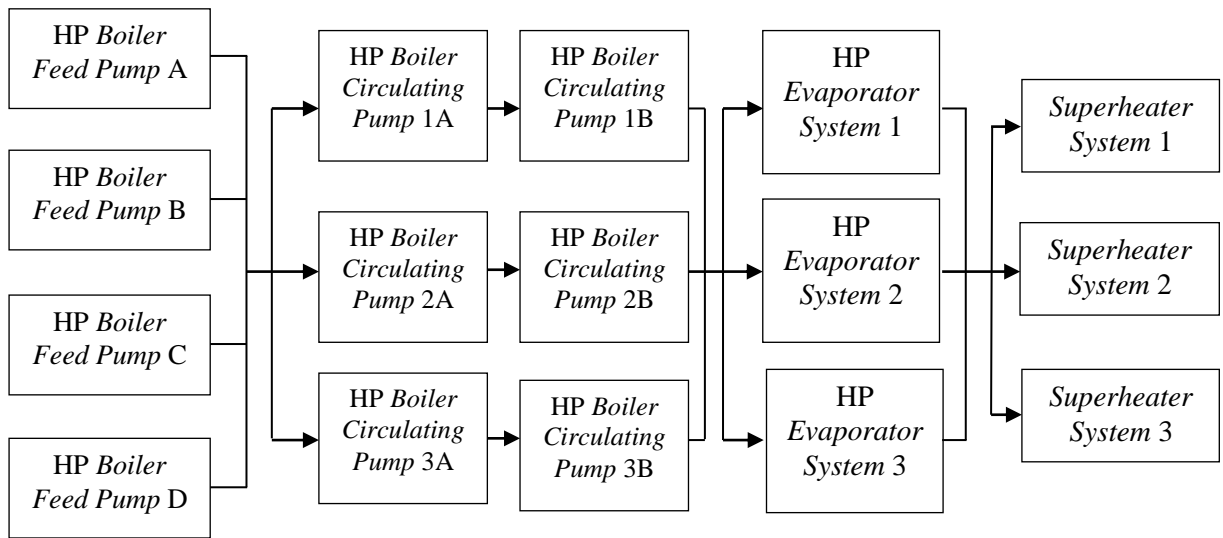 HP Boiler
Feed Pump A
HP Boiler
Feed Pump B
HP Boiler
Feed Pump C
HP Boiler
Feed Pump D
HP Boiler
Circulating
Pump 1A
HP Boiler
Circulating
Pump 2A
HP Boiler
Circulating
Pump 3A
HP Boiler
Circulating
Pump 1B
HP Boiler
Circulating
Pump 2B
HP Boiler
Circulating
Pump 3B
HP
Evaporator
System 1
HP
Evaporator
System 2
HP
Evaporator
System 3
Superheater
System 1
Superheater
System 2
Superheater
System 3